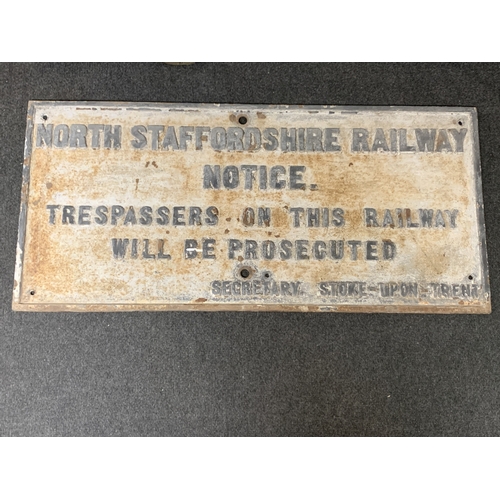 NORTH STAFFORDSHIRE RAILWAY
NOTICE.
TRESPASSERS ON THIS RAILWAY
WILL BE PROSECUTED
SECRETARY. STOKE-UPON-TRENT